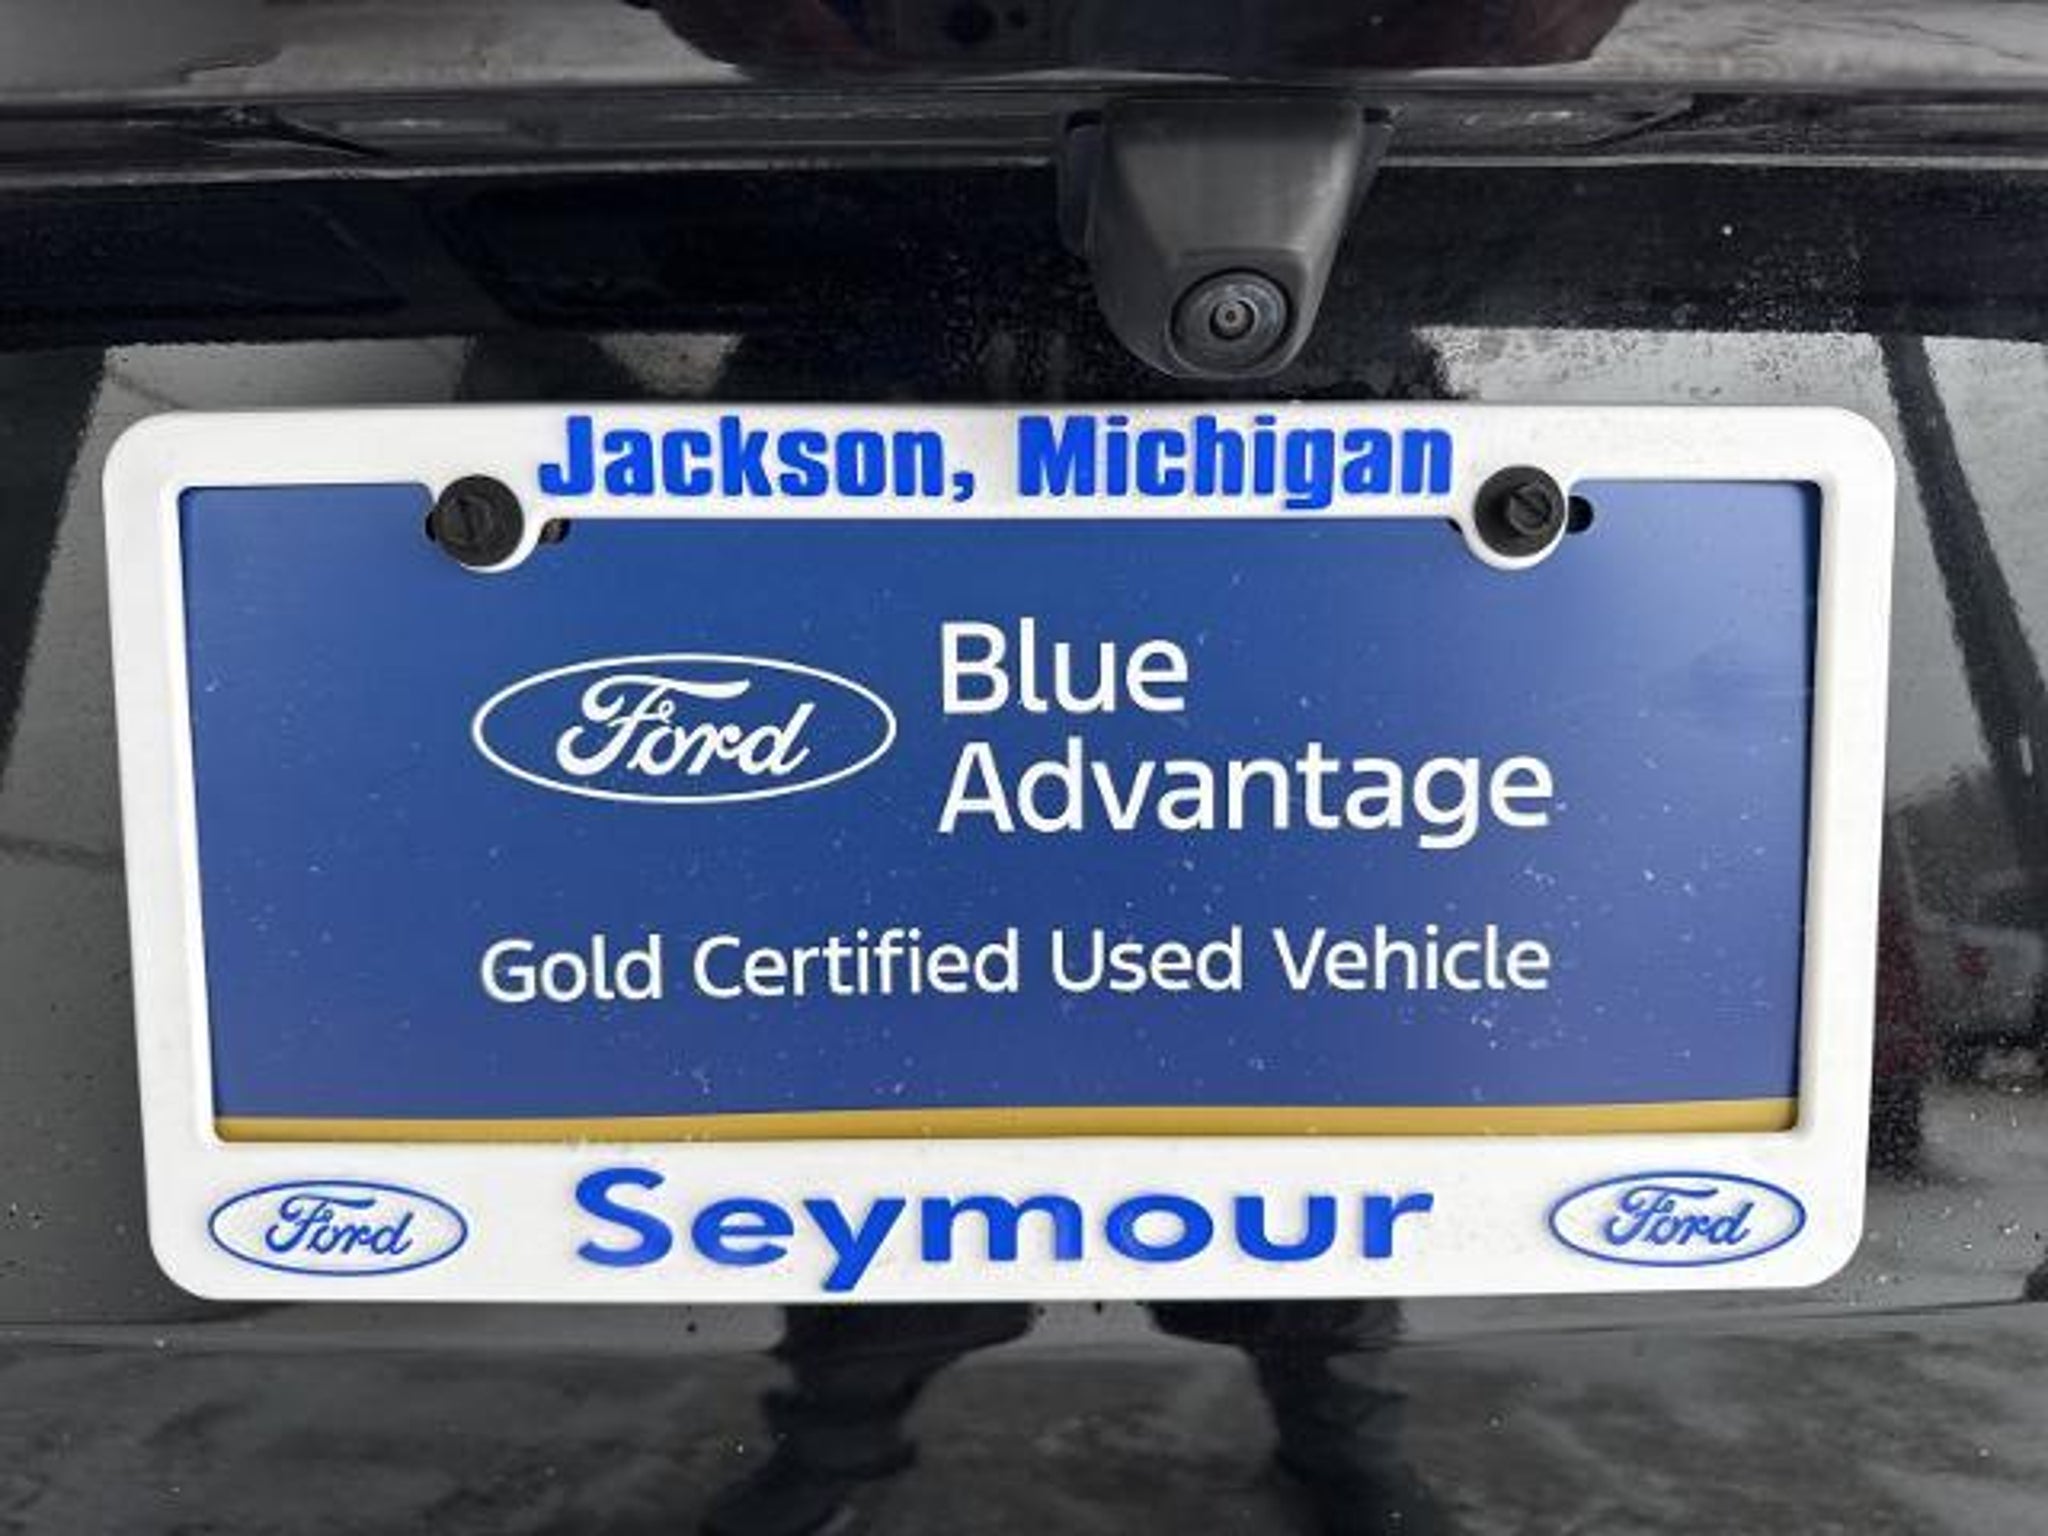 Jackson, Michigan
Ford
Blue
Advantage
Gold Certified Used Vehicle
Ford Seymour Ford